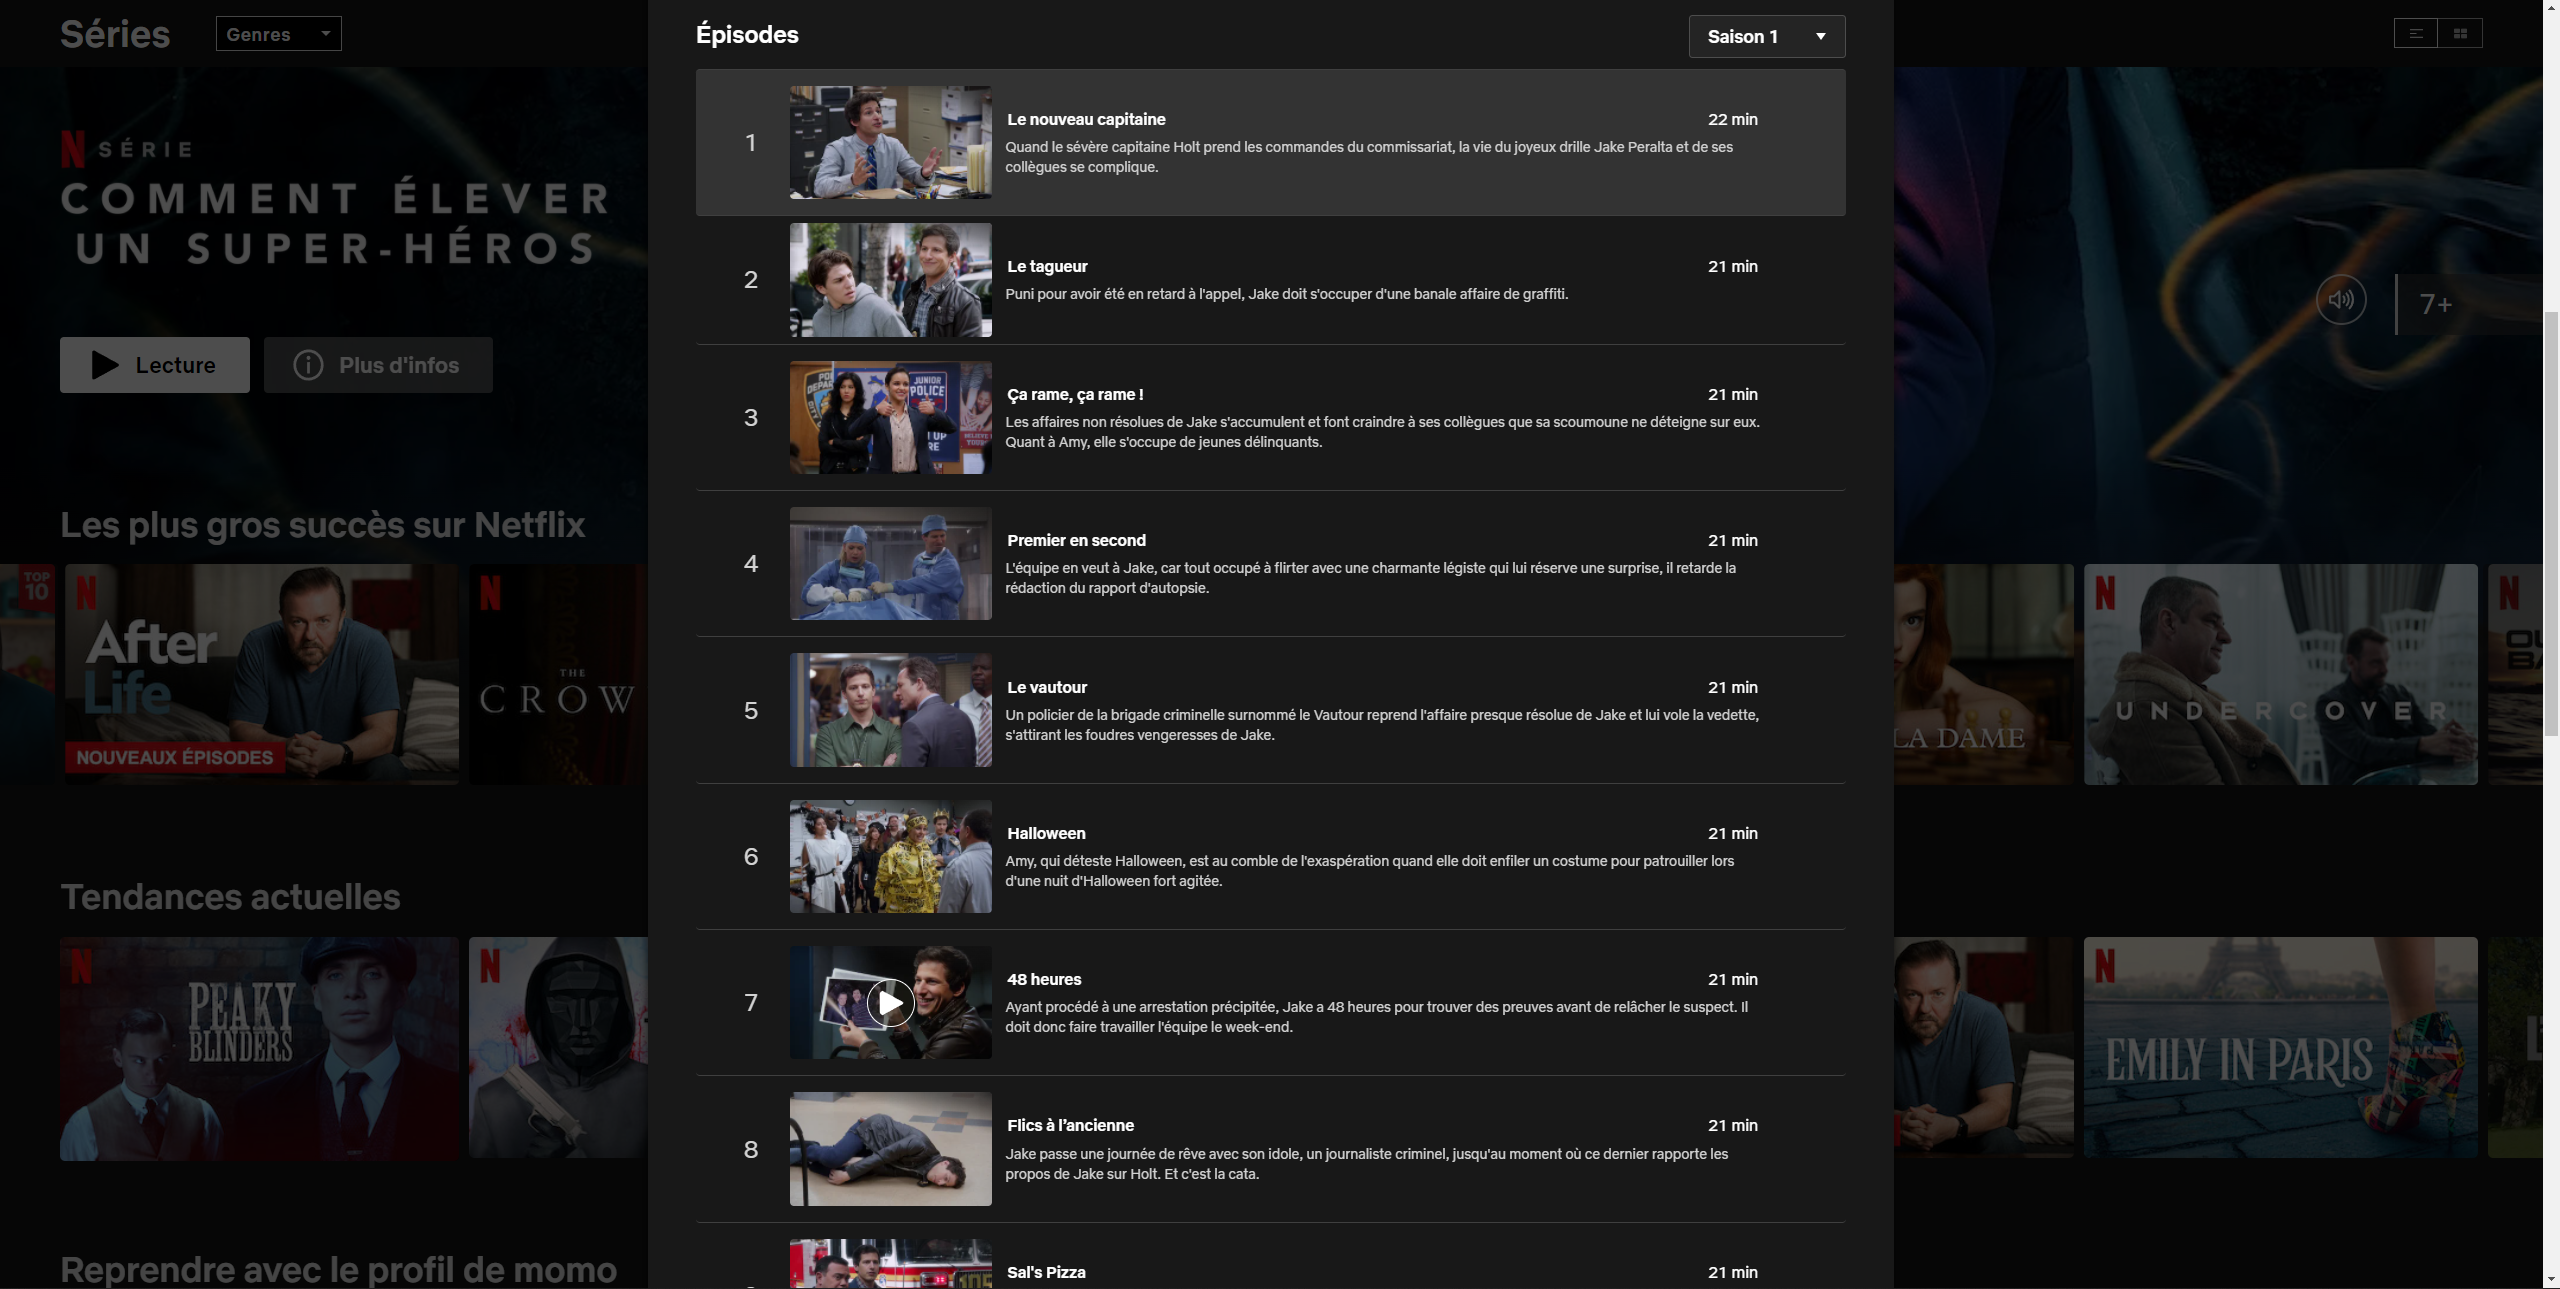 Séries
Genres
SÉRIE
COMMENT ÉLEVER
UN SUPER-HÉROS
Lecture
Plus d'infos
7+
Les plus gros succès sur Netflix
TOP
10
After
Life
NOUVEAUX ÉPISODES
THE
CROW
LA DAME
UNDERCOVER
Tendances actuelles
PEAKY
BLINDERS
EMILY IN PARIS
Reprendre avec le profil de momo
Épisodes
Saison 1
1
Le nouveau capitaine
22 min
Quand le sévère capitaine Holt prend les commandes du commissariat, la vie du joyeux drille Jake Peralta et de ses
collègues se complique.
2
Le tagueur
21 min
Puni pour avoir été en retard à l'appel, Jake doit s'occuper d'une banale affaire de graffiti.
3
JUNIOR
POLICE
Ça rame, ça rame !
21 min
Les affaires non résolues de Jake s'accumulent et font craindre à ses collègues que sa scoumoune ne déteigne sur eux.
Quant à Amy, elle s'occupe de jeunes délinquants.
4
Premier en second
21 min
L'équipe en veut à Jake, car tout occupé à flirter avec une charmante légiste qui lui réserve une surprise, il retarde la
rédaction du rapport d'autopsie.
5
Le vautour
21 min
Un policier de la brigade criminelle surnommé le Vautour reprend l'affaire presque résolue de Jake et lui vole la vedette,
s'attirant les foudres vengeresses de Jake.
6
Halloween
21 min
Amy, qui déteste Halloween, est au comble de l'exaspération quand elle doit enfiler un costume pour patrouiller lors
d'une nuit d'Halloween fort agitée.
7
48 heures
21 min
Ayant procédé à une arrestation précipitée, Jake a 48 heures pour trouver des preuves avant de relâcher le suspect. Il
doit donc faire travailler l'équipe le week-end.
8
Flics à l’ancienne
21 min
Jake passe une journée de rêve avec son idole, un journaliste criminel, jusqu'au moment où ce dernier rapporte les
propos de Jake sur Holt. Et c'est la cata.
Sal's Pizza
21 min